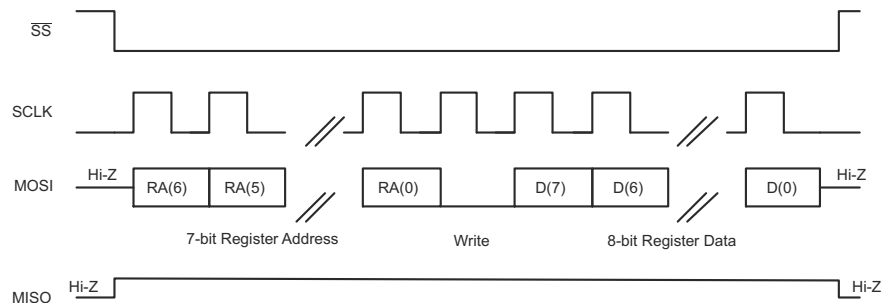 SS
SCLK
MOSI Hi-Z RA(6) RA(5) RA(0) D(7) D(6) D(0) Hi-Z
7-bit Register Address Write 8-bit Register Data
MISO Hi-Z Hi-Z